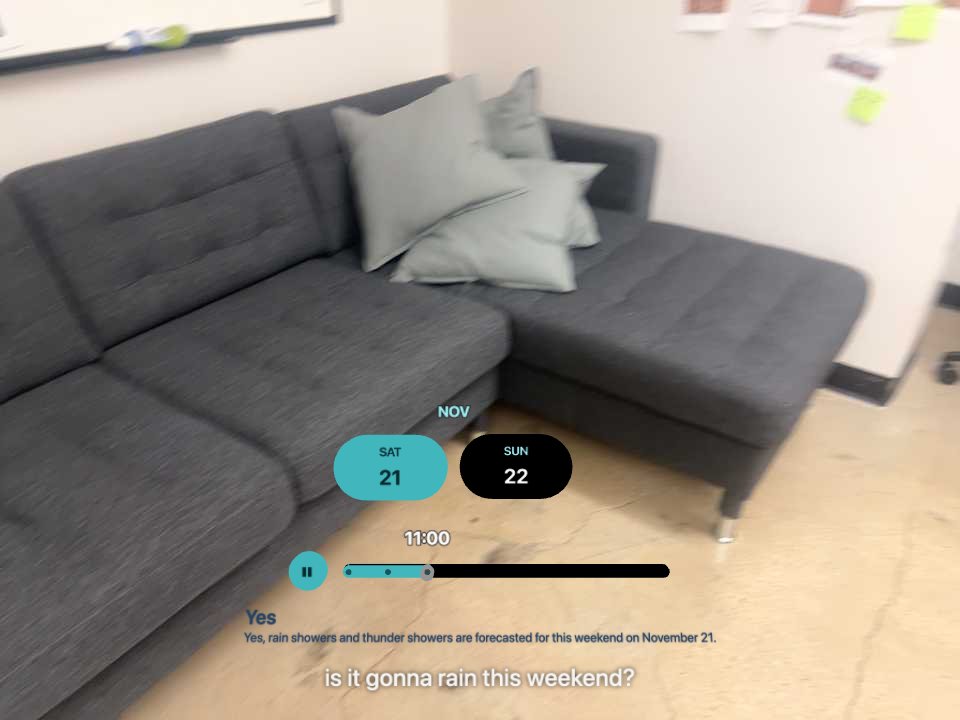 NOV
SAT SUN
21 22
11:00
Yes
Yes, rain showers and thunder showers are forecasted for this weekend on November 21.
is it gonna rain this weekend?